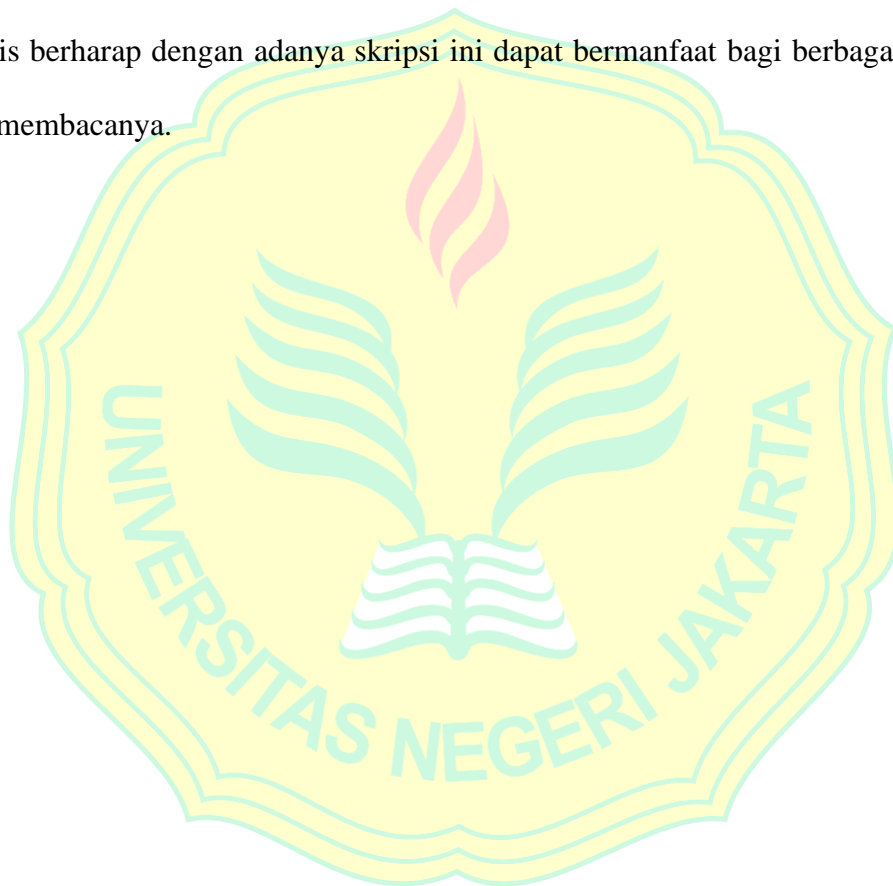 is berharap dengan adanya skripsi ini dapat bermanfaat bagi berbaga
membacanya.
UNIVERSITAS NEGERI JAKARTA